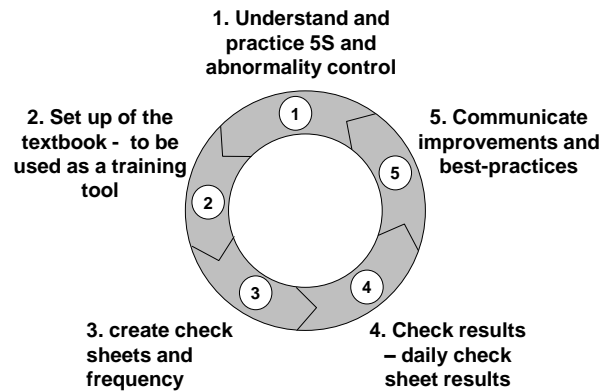 1. Understand and
practice 5S and
abnormality control
2. Set up of the
textbook - to be
used as a training
tool
3. create check
sheets and
frequency
4. Check results
– daily check
sheet results
5. Communicate
improvements and
best-practices
1
2
3
4
5